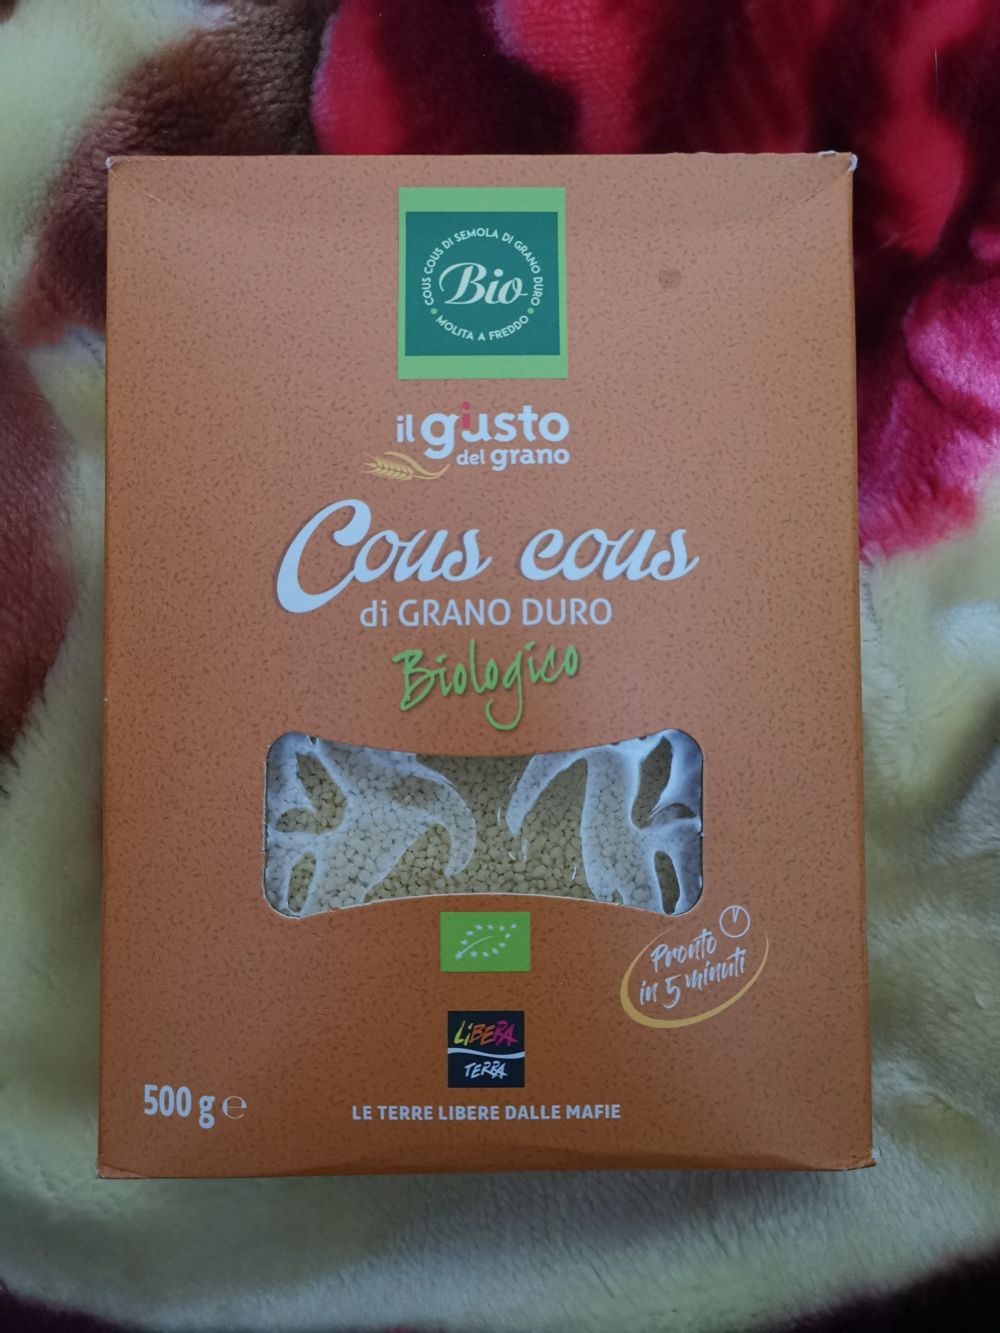 COUS COUS DI SEMOLA DI GRANO DURO
Bio
• MOLITA A FREDDO •
il giusto
del grano
Cous cous
di GRANO DURO
Biologico
Pronto
in 5 minuti
LiBERA
TERRA
500 g ℮
LE TERRE LIBERE DALLE MAFIE